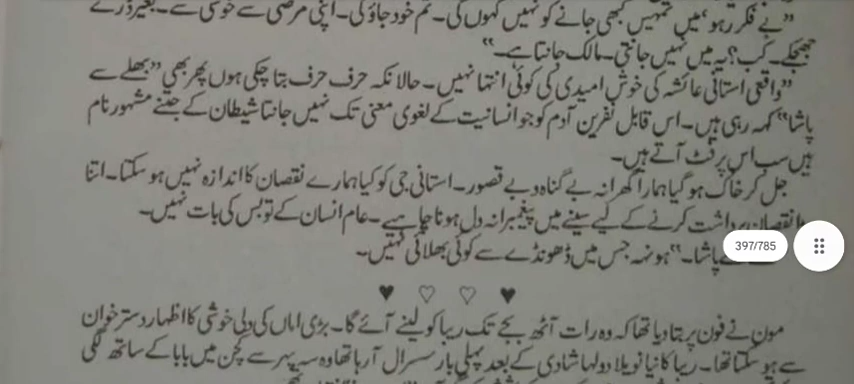 "بے فکر رہو، میں تمہیں کبھی جانے کو نہیں کہوں گی۔ تم خود جاؤ گی۔ اپنی مرضی سے خوشی سے۔ بغیر ڈرے
جھجکے۔ کب؟ یہ میں نہیں جانتی۔ مالک جانتا ہے۔"
"واقعی استانی عائشہ کی خوش امیدی کی کوئی انتہا نہیں۔ حالانکہ حرف حرف بتا چکی ہوں پھر بھی "بھلے سے
پاشا" کہہ رہی ہیں۔ اس قابل نفرین آدم کو جو انسانیت کے لغوی معنی تک نہیں جانتا شیطان کے جتنے مشہور نام
ہیں سب اس پر فٹ آتے ہیں۔
جل کر خاک ہو گیا ہمارا گھرانہ بے گناہ و بے قصور۔ استانی جی کو کیا ہمارے نقصان کا اندازہ نہیں ہو سکتا۔ اتنا
نقصان برداشت کرنے کے لیے سینے میں پیغمبرانہ دل ہونا چاہیے۔ عام انسان کے تو بس کی بات نہیں۔
پاشا۔" ہونہہ جس میں ڈھونڈے سے کوئی بھلائی نہیں۔
397/785
♥ ♡ ♡ ♥
مون نے فون پر بتا دیا تھا کہ وہ رات آٹھ بجے تک ریبا کو لینے آئے گا۔ بڑی اماں کی دلی خوشی کا اظہار دسترخوان
سے ہو سکتا تھا۔ ریبا کا نیا نویلا دولہا شادی کے بعد پہلی بار سسرال آ رہا تھا وہ سہ پہر سے کچن میں بابا کے ساتھ لگی